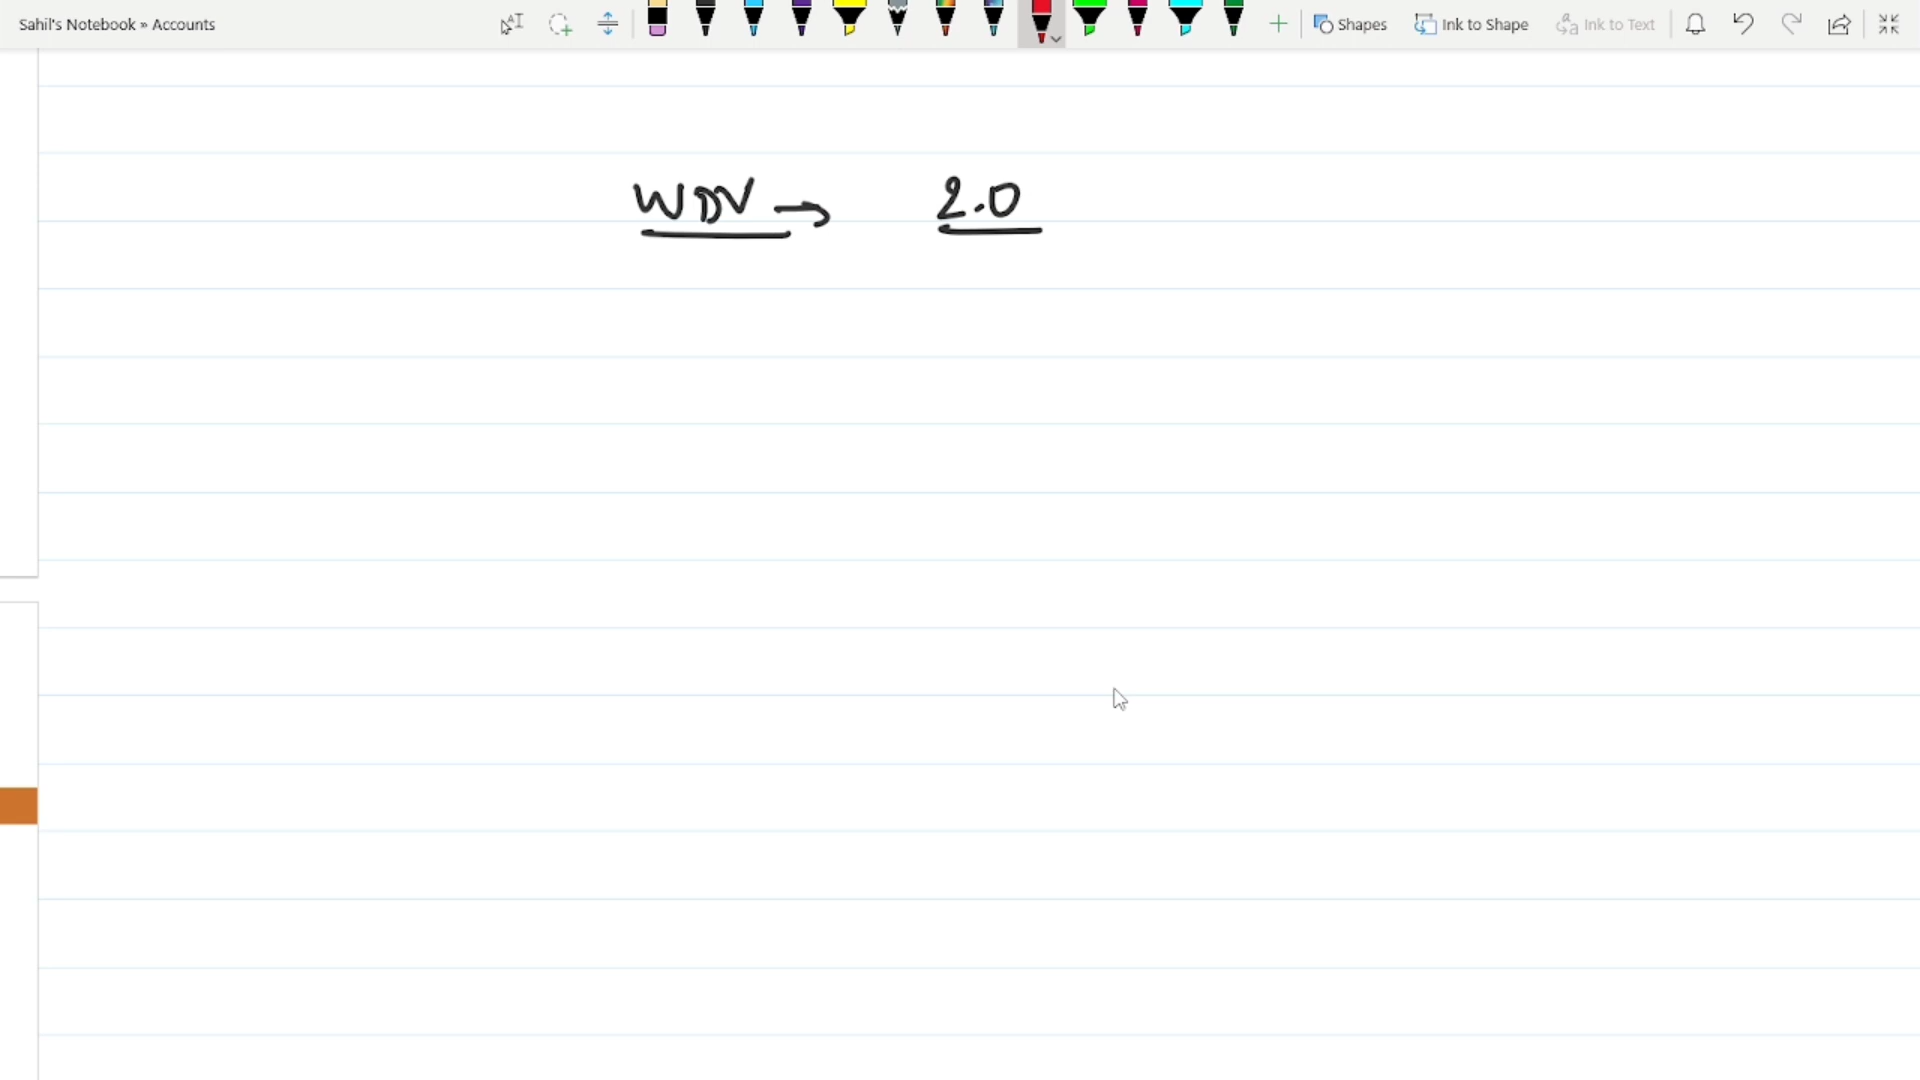 Sahil's Notebook » Accounts
Shapes
Ink to Shape
Ink to Text
WDV → 2.0